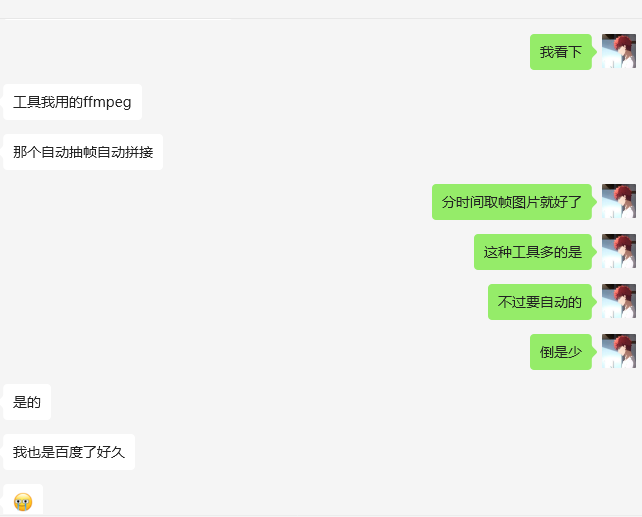 我看下
工具我用的ffmpeg
那个自动抽帧自动拼接
分时间取帧图片就好了
这种工具多的是
不过要自动的
倒是少
是的
我也是百度了好久